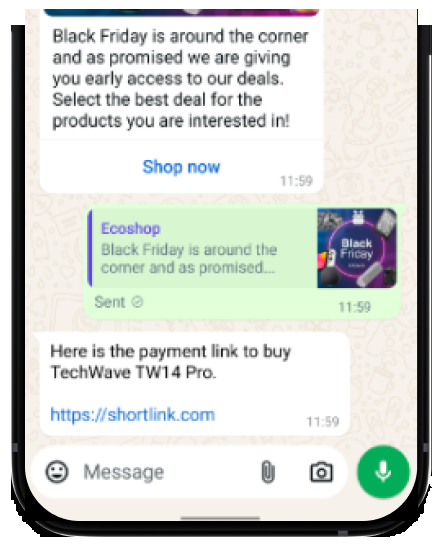 Black Friday is around the corner
and as promised we are giving
you early access to our deals.
Select the best deal for the
products you are interested in!
Shop now
11:59
Ecoshop
Black Friday is around the
corner and as promised...
Black
Friday
Sent
11:59
Here is the payment link to buy
TechWave TW14 Pro.
https://shortlink.com
11:59
Message